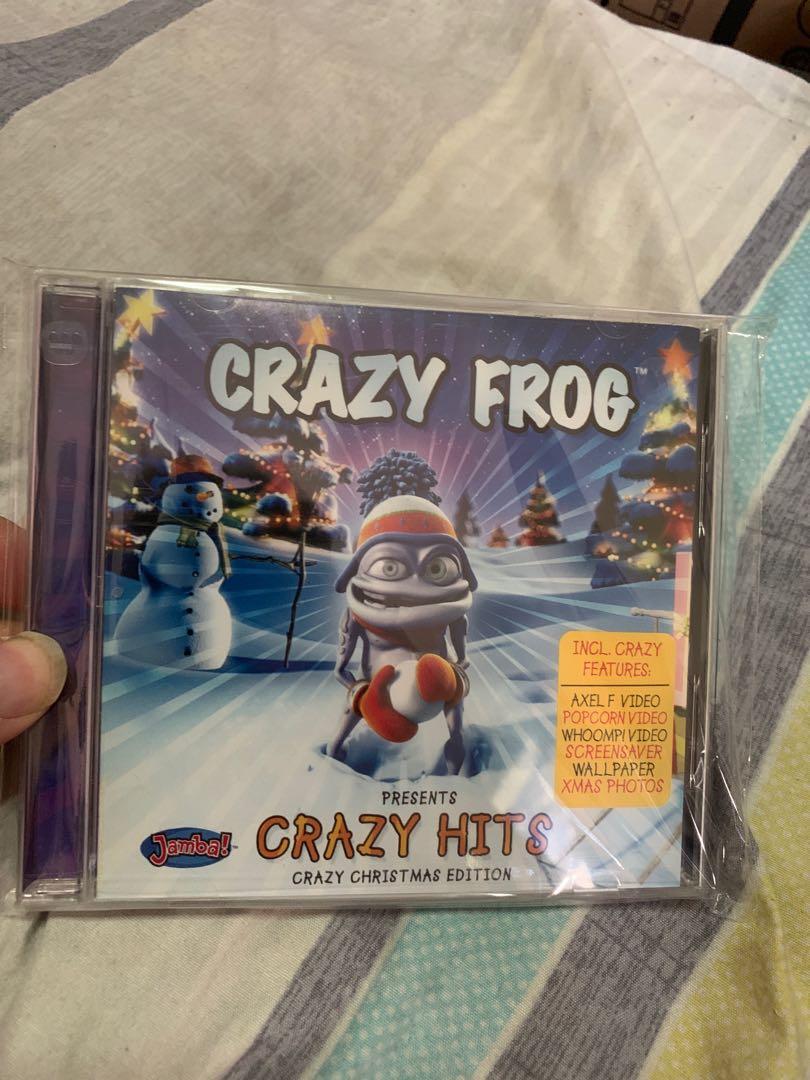 CRAZY FROG™
INCL. CRAZY
FEATURES:
AXEL F VIDEO
POPCORN VIDEO
WHOOMP! VIDEO
SCREENSAVER
WALLPAPER
XMAS PHOTOS
PRESENTS
Jamba!™
CRAZY HITS
CRAZY CHRISTMAS EDITION